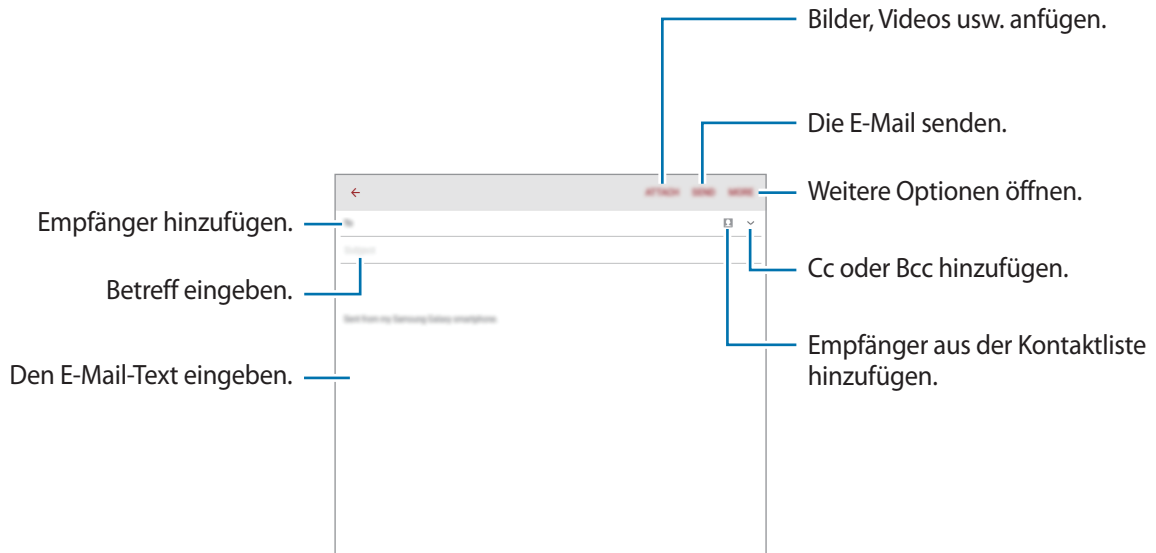 Bilder, Videos usw. anfügen.
Die E-Mail senden.
ATTACH SEND MORE
Weitere Optionen öffnen.
Empfänger hinzufügen.
To
Subject
Cc oder Bcc hinzufügen.
Betreff eingeben.
Sent from my Samsung Galaxy smartphone
Empfänger aus der Kontaktliste
hinzufügen.
Den E-Mail-Text eingeben.